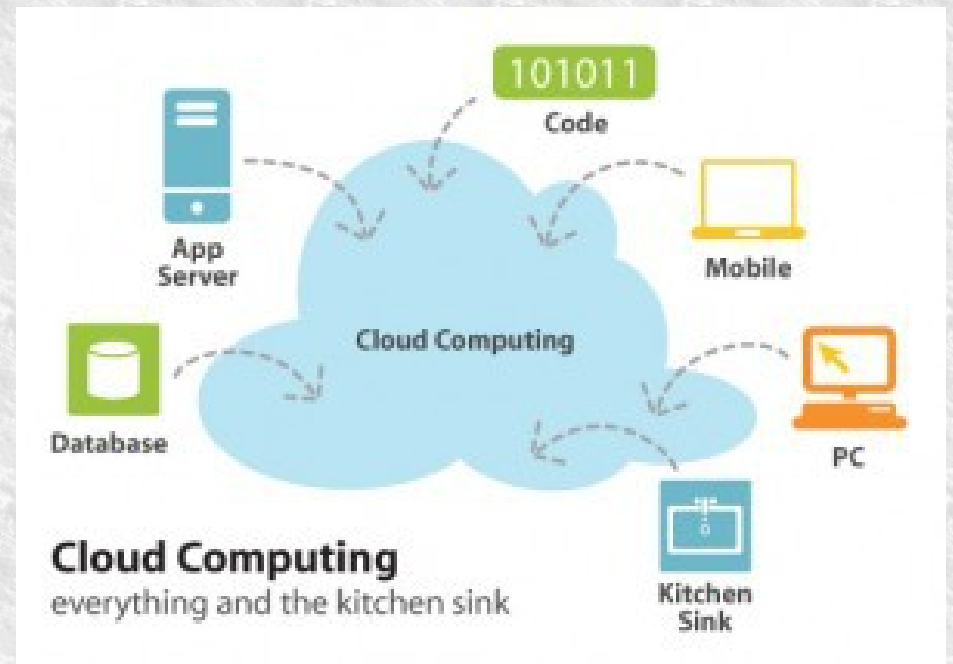 101011
Code
App
Server
Mobile
Cloud Computing
Database
PC
Kitchen
Sink
Cloud Computing
everything and the kitchen sink